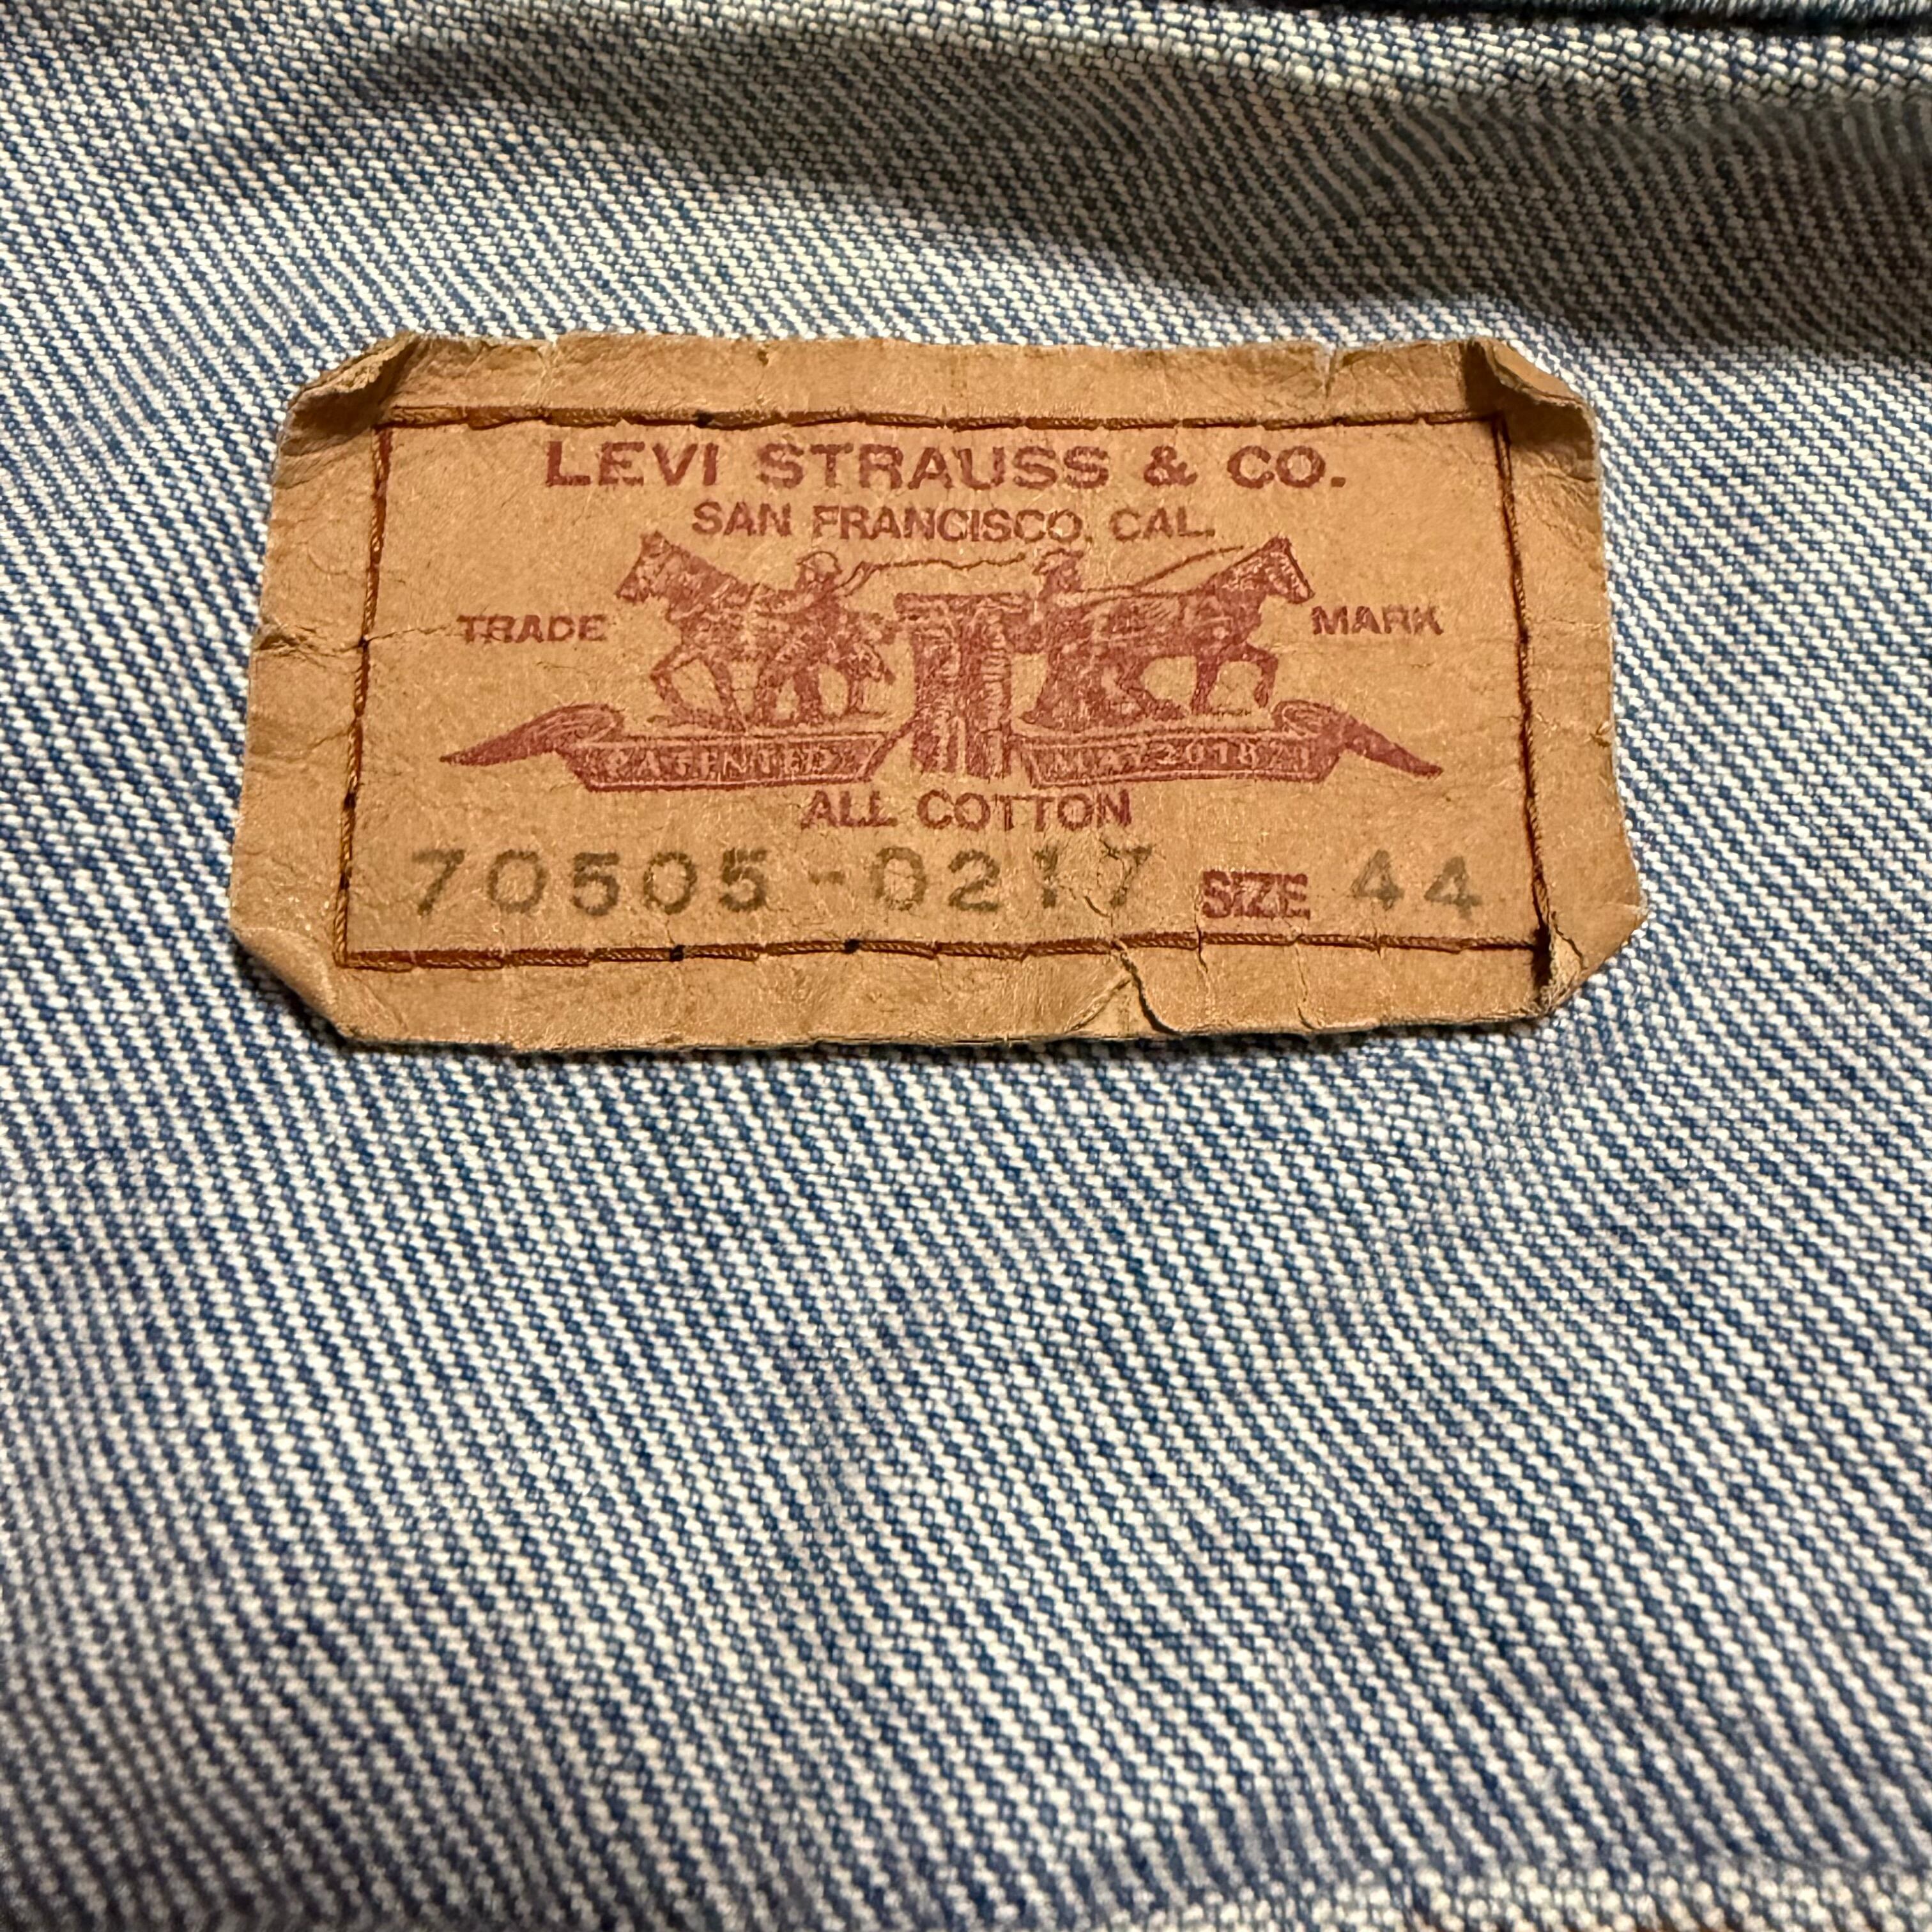 LEVI STRAUSS & CO.
SAN FRANCISCO, CAL.
TRADE MARK
PATENTED MAY 20 1873
ALL COTTON
70505-0217 SIZE 44